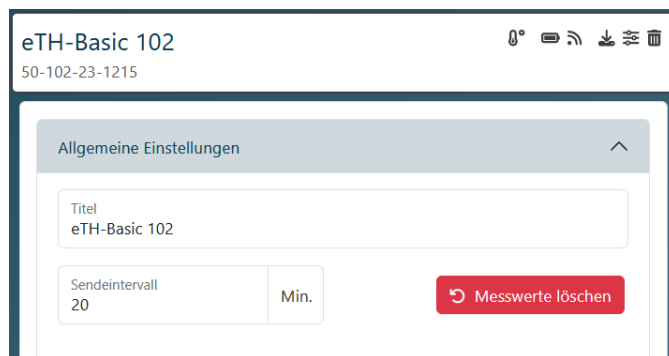 eTH-Basic 102
50-102-23-1215
Allgemeine Einstellungen
Titel
eTH-Basic 102
Sendeintervall
20
Min.
Messwerte löschen